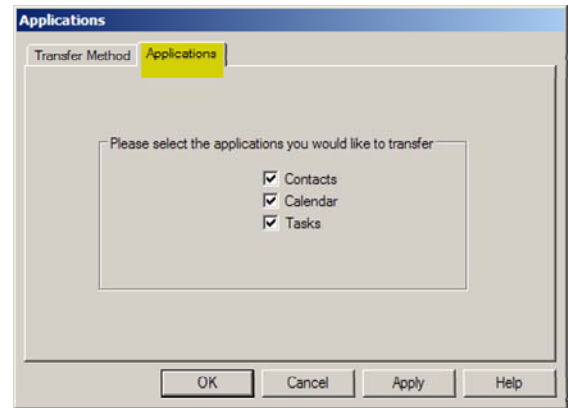 Applications
Transfer Method Applications
Please select the applications you would like to transfer
Contacts
Calendar
Tasks
OK Cancel Apply Help